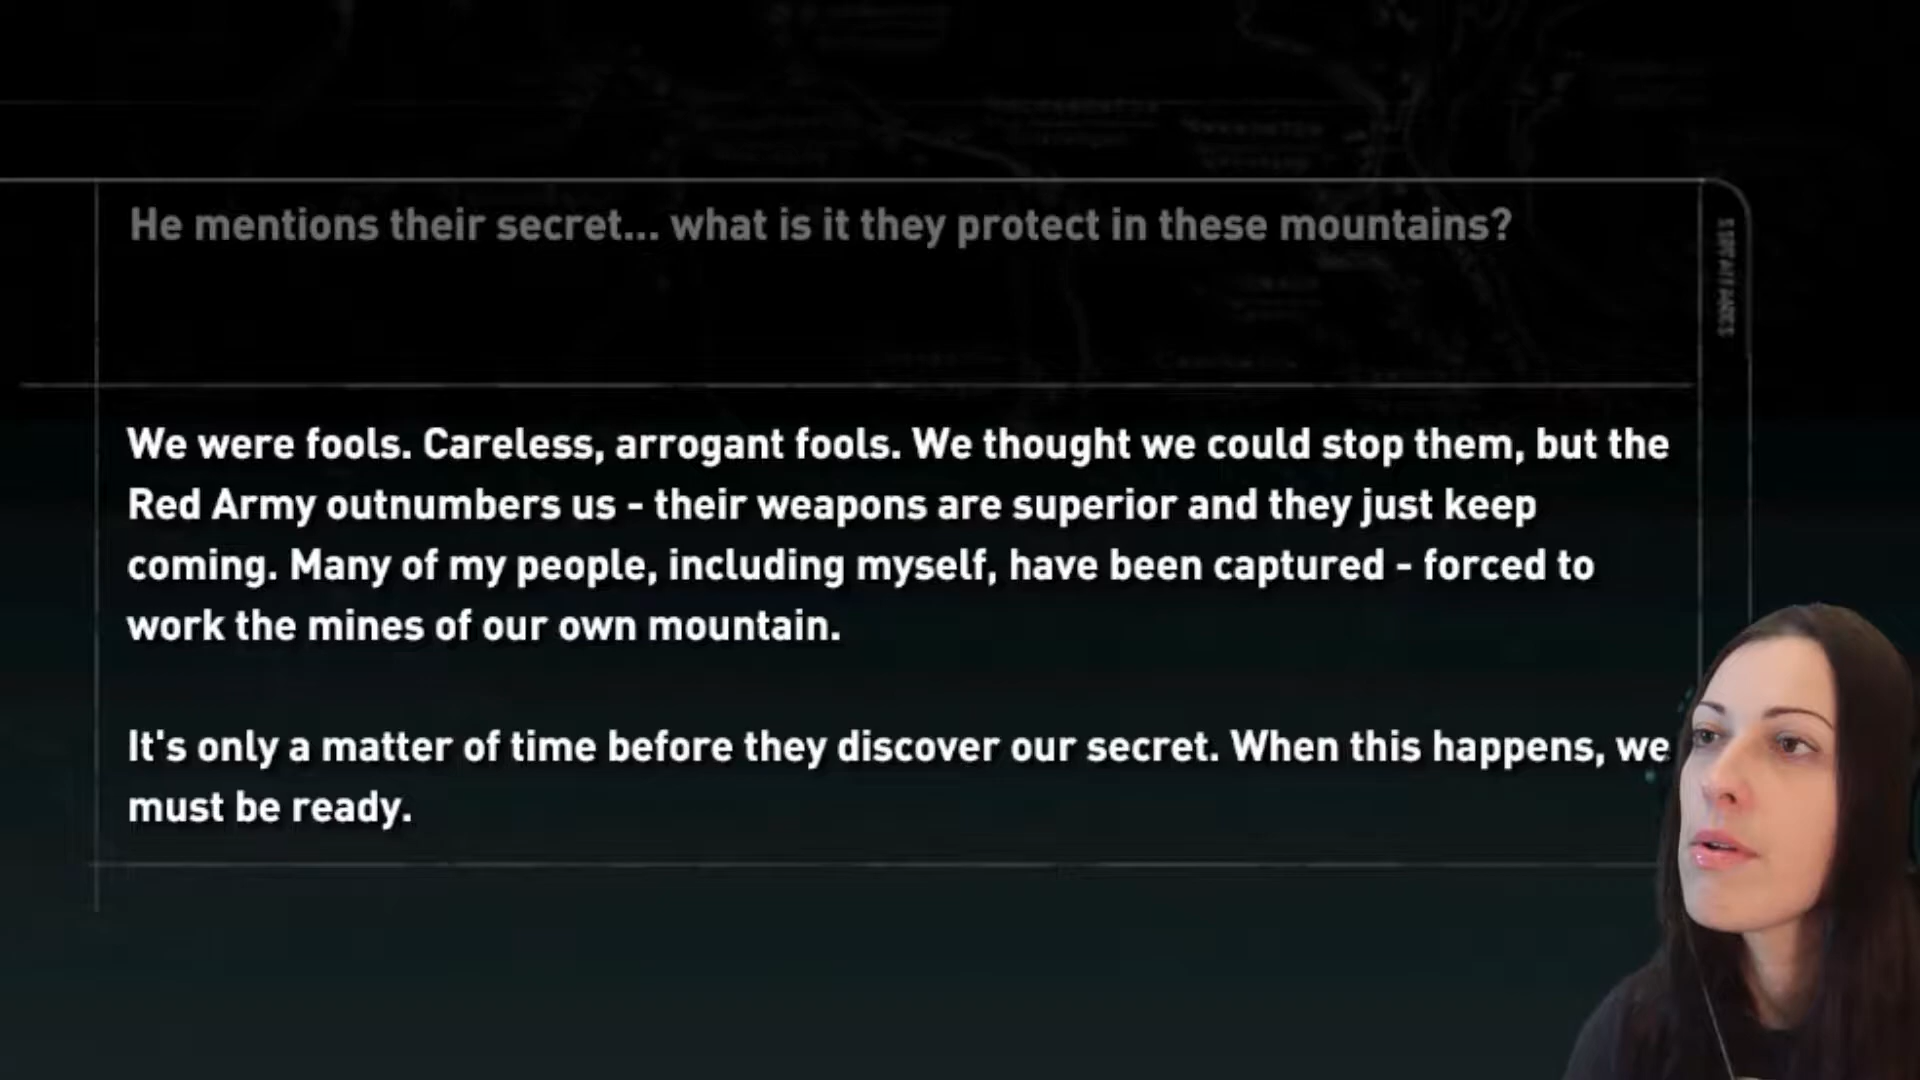 He mentions their secret... what is it they protect in these mountains?
We were fools. Careless, arrogant fools. We thought we could stop them, but the
Red Army outnumbers us - their weapons are superior and they just keep
coming. Many of my people, including myself, have been captured - forced to
work the mines of our own mountain.
It's only a matter of time before they discover our secret. When this happens, we
must be ready.